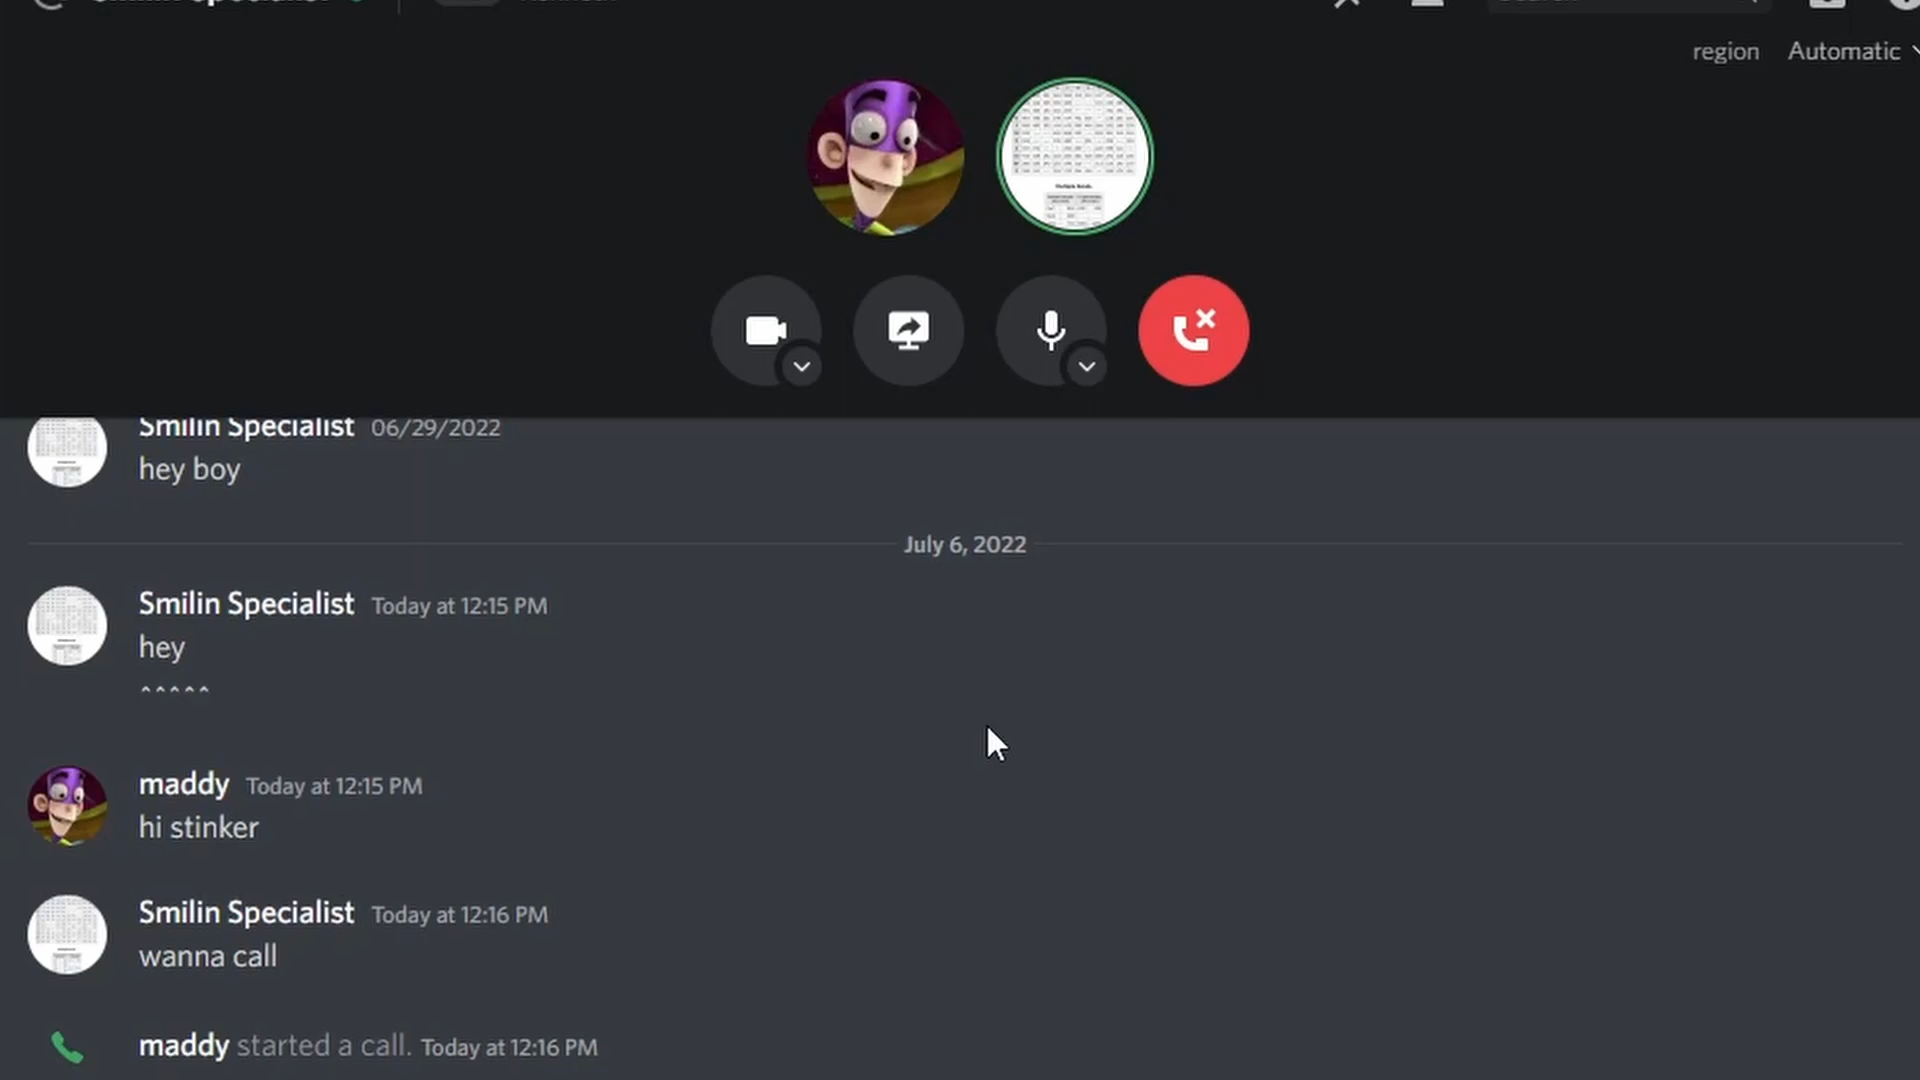 region Automatic
Smilin Specialist 06/29/2022
hey boy
July 6, 2022
Smilin Specialist Today at 12:15 PM
hey
^^^^^
maddy Today at 12:15 PM
hi stinker
Smilin Specialist Today at 12:16 PM
wanna call
maddy started a call. Today at 12:16 PM